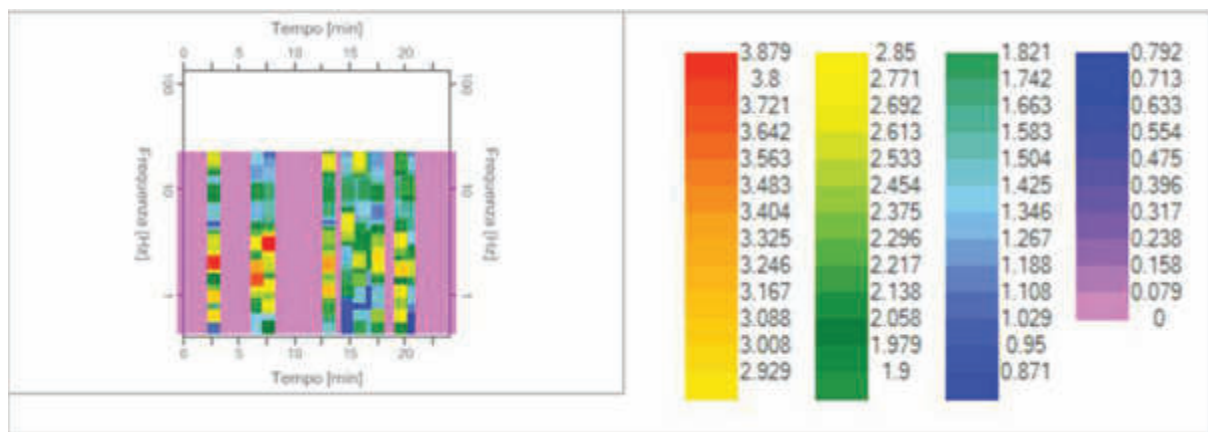 Tempo [min]
0 5 10 15 20
100 100
10 10
1 1
Frequenza [Hz] Frequenza [Hz]
0 5 10 15 20
Tempo [min]
3.879 2.85 1.821 0.792
3.8 2.771 1.742 0.713
3.721 2.692 1.663 0.633
3.642 2.613 1.583 0.554
3.563 2.533 1.504 0.475
3.483 2.454 1.425 0.396
3.404 2.375 1.346 0.317
3.325 2.296 1.267 0.238
3.246 2.217 1.188 0.158
3.167 2.138 1.108 0.079
3.088 2.058 1.029 0
3.008 1.979 0.95
2.929 1.9 0.871